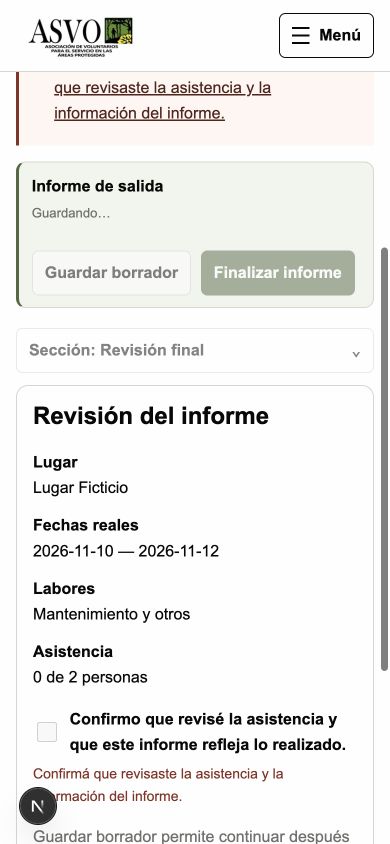 ASVO
ASOCIACIÓN DE VOLUNTARIOS
PARA EL SERVICIO EN LAS
ÁREAS PROTEGIDAS
Menú
que revisaste la asistencia y la
información del informe.
Informe de salida
Guardando…
Guardar borrador
Finalizar informe
Sección: Revisión final
Revisión del informe
Lugar
Lugar Ficticio
Fechas reales
2026-11-10 — 2026-11-12
Labores
Mantenimiento y otros
Asistencia
0 de 2 personas
Confirmo que revisé la asistencia y
que este informe refleja lo realizado.
Confirmá que revisaste la asistencia y la
ormación del informe.
N
Guardar borrador permite continuar después